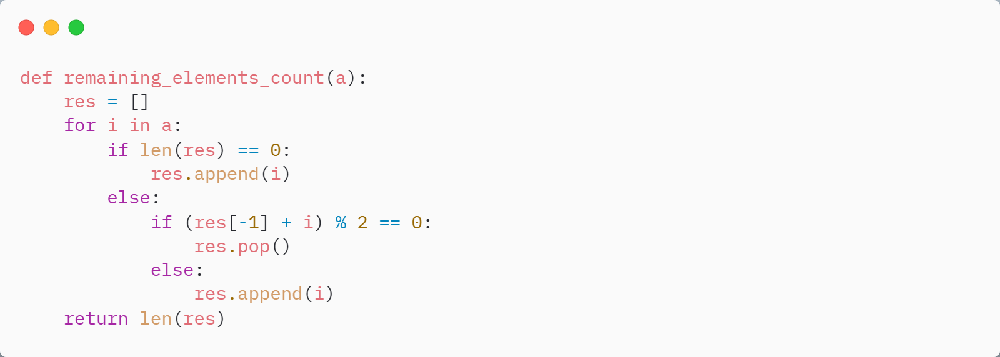 def remaining_elements_count(a):
    res = []
    for i in a:
        if len(res) == 0:
            res.append(i)
        else:
            if (res[-1] + i) % 2 == 0:
                res.pop()
            else:
                res.append(i)
    return len(res)